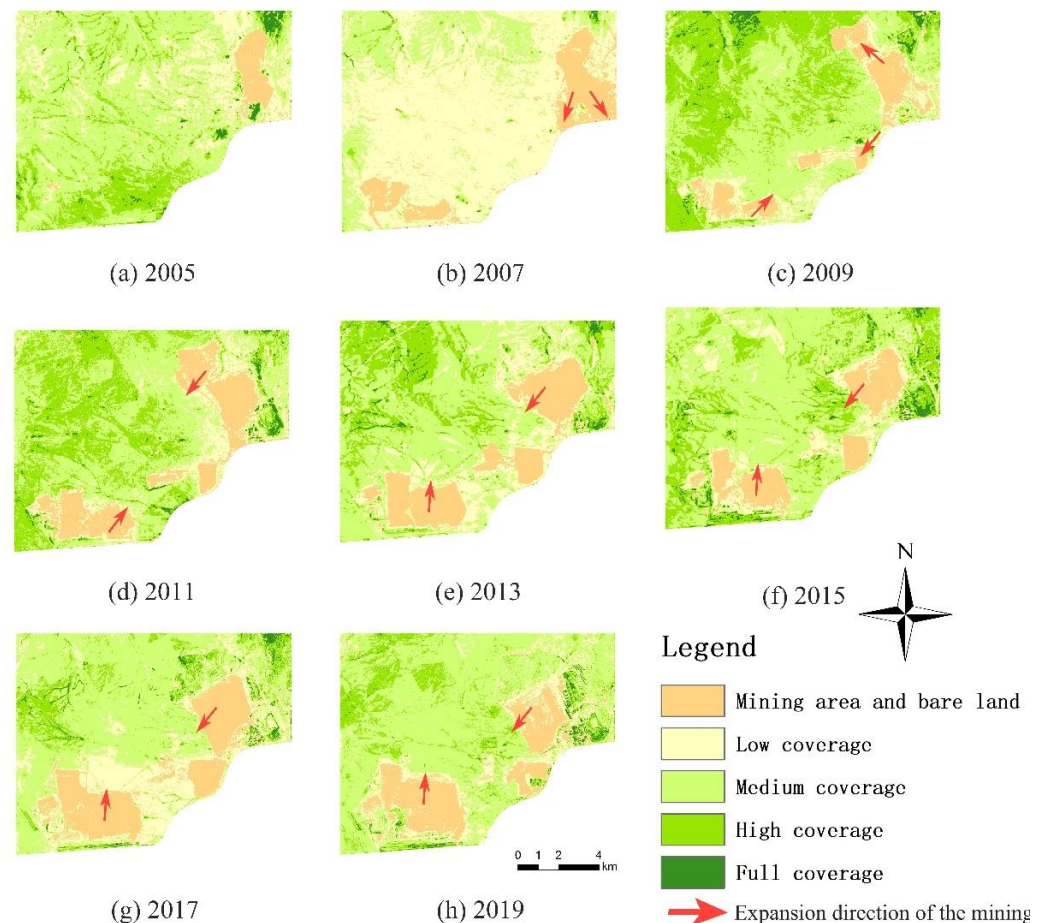 (a) 2005
(b) 2007
(c) 2009
(d) 2011
(e) 2013
(f) 2015
N
Legend
Mining area and bare land
Low coverage
Medium coverage
High coverage
Full coverage
Expansion direction of the mining
0 1 2 4
km
(g) 2017
(h) 2019